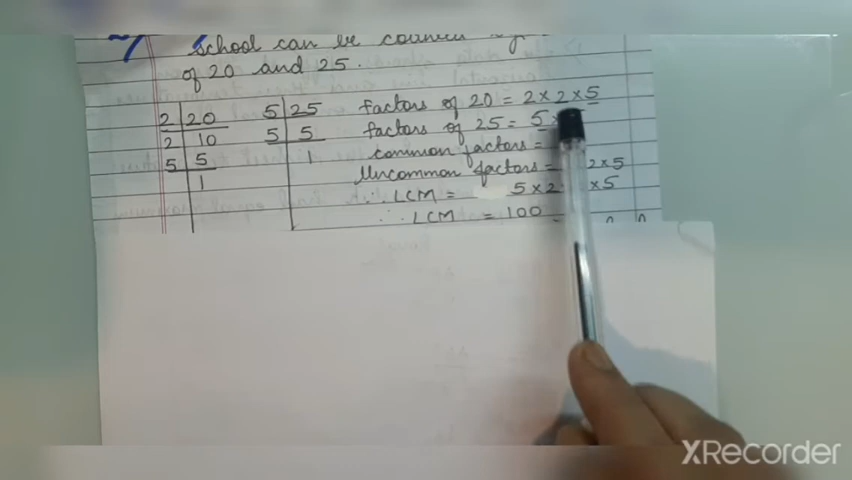 school can be
of 20 and 25.
2 | 20   5 | 25   factors of 20 = 2 × 2 × 5
2 | 10   5 | 5   factors of 25 = 5 ×
5 | 5   1   common factors =
1   Uncommon factors = 2 × 5
∴ LCM = 5 × 2 × 5
∴ LCM = 100
XRecorder